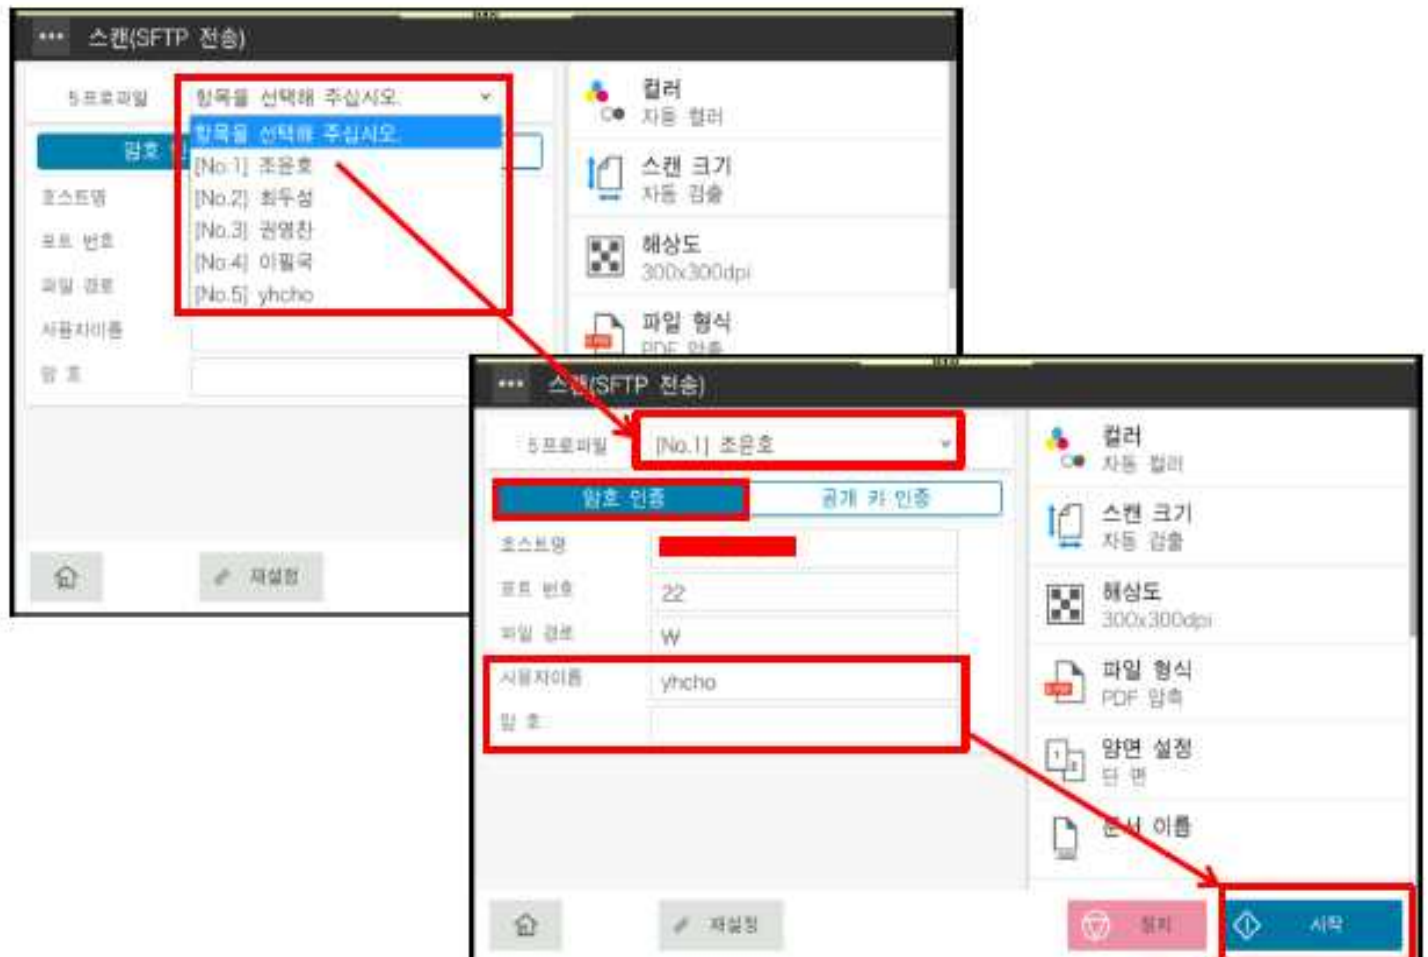 스캔(SFTP 전송)
프로파일
항목을 선택해 주십시오.
항목을 선택해 주십시오.
암호
[No.1] 조윤호
[No.2] 최두성
[No.3] 권영찬
[No.4] 이필국
[No.5] yhcho
호스트명
포트 번호
파일 경로
사용자이름
암 호
컬러
자동 컬러
스캔 크기
자동 검출
해상도
300x300dpi
파일 형식
PDF 압축
재설정
스캔(SFTP 전송)
프로파일
[No.1] 조윤호
암호 인증
공개 키 인증
호스트명
포트 번호
22
파일 경로
W
사용자이름
yhcho
암 호
컬러
자동 컬러
스캔 크기
자동 검출
해상도
300x300dpi
파일 형식
PDF 압축
양면 설정
단 면
문서 이름
재설정
정지
시작